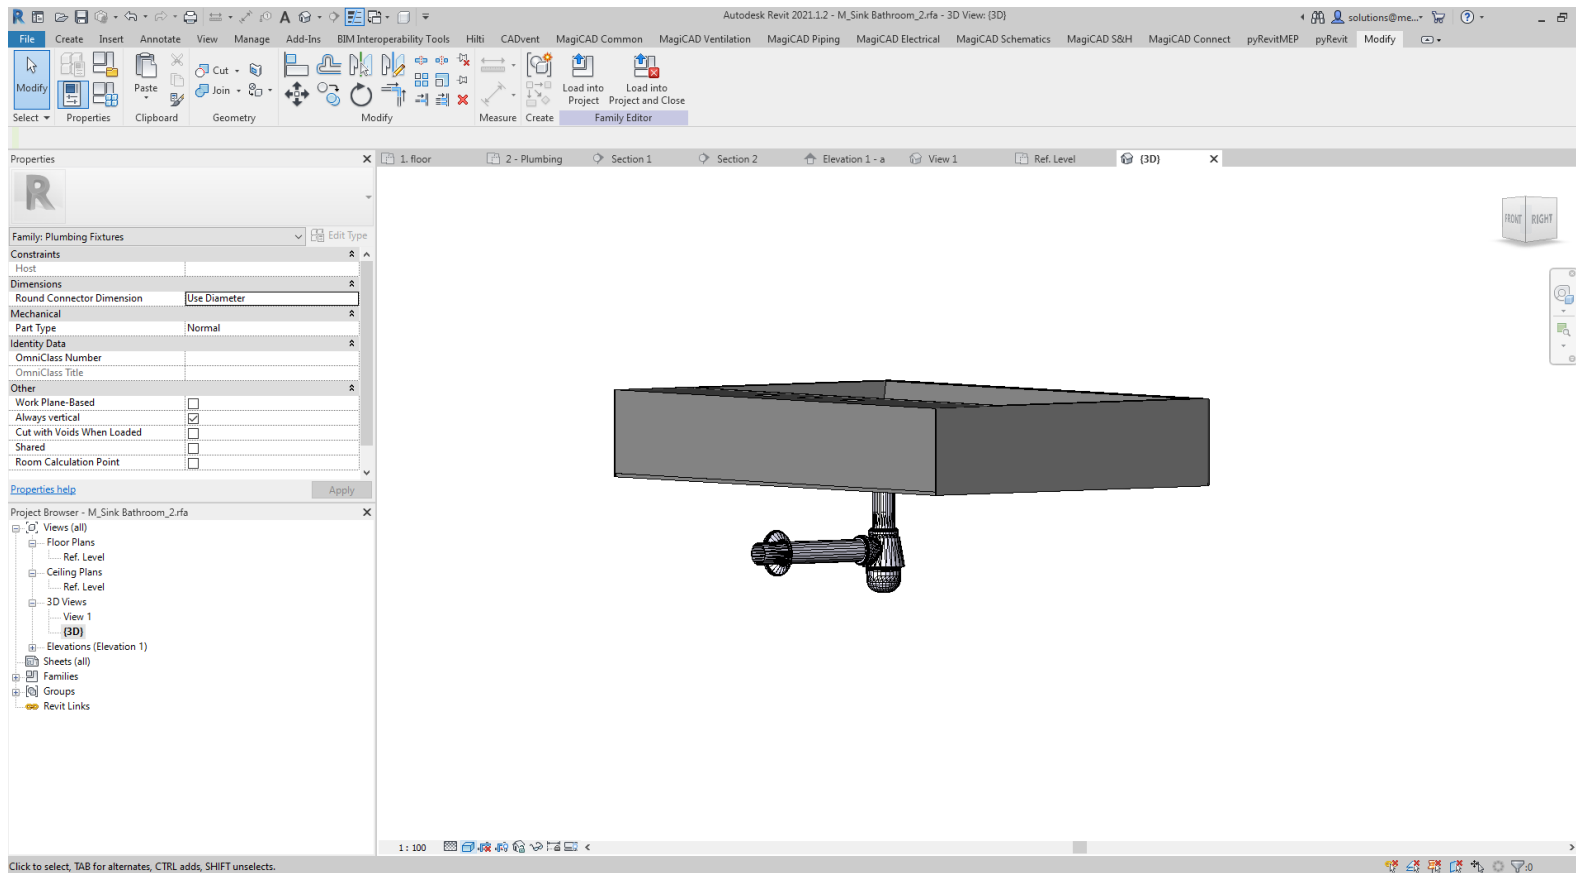 Autodesk Revit 2021.1.2 - M_Sink Bathroom_2.rfa - 3D View: {3D}
solutions@me...
File Create Insert Annotate View Manage Add-Ins BIM Interoperability Tools Hilti CADvent MagiCAD Common MagiCAD Ventilation MagiCAD Piping MagiCAD Electrical MagiCAD Schematics MagiCAD S&H MagiCAD Connect pyRevitMEP pyRevit Modify
Modify Paste Cut Join Load into Project Load into Project and Close
Select Properties Clipboard Geometry Modify Measure Create Family Editor
Properties
1. floor 2 - Plumbing Section 1 Section 2 Elevation 1 - a View 1 Ref. Level {3D}
R
FRONT RIGHT
Family: Plumbing Fixtures Edit Type
Constraints
Host
Dimensions
Round Connector Dimension Use Diameter
Mechanical
Part Type Normal
Identity Data
OmniClass Number
OmniClass Title
Other
Work Plane-Based
Always vertical
Cut with Voids When Loaded
Shared
Room Calculation Point
Properties help Apply
Project Browser - M_Sink Bathroom_2.rfa
Views (all)
Floor Plans
Ref. Level
Ceiling Plans
Ref. Level
3D Views
View 1
{3D}
Elevations (Elevation 1)
Sheets (all)
Families
Groups
Revit Links
1 : 100
Click to select, TAB for alternates, CTRL adds, SHIFT unselects.
:0